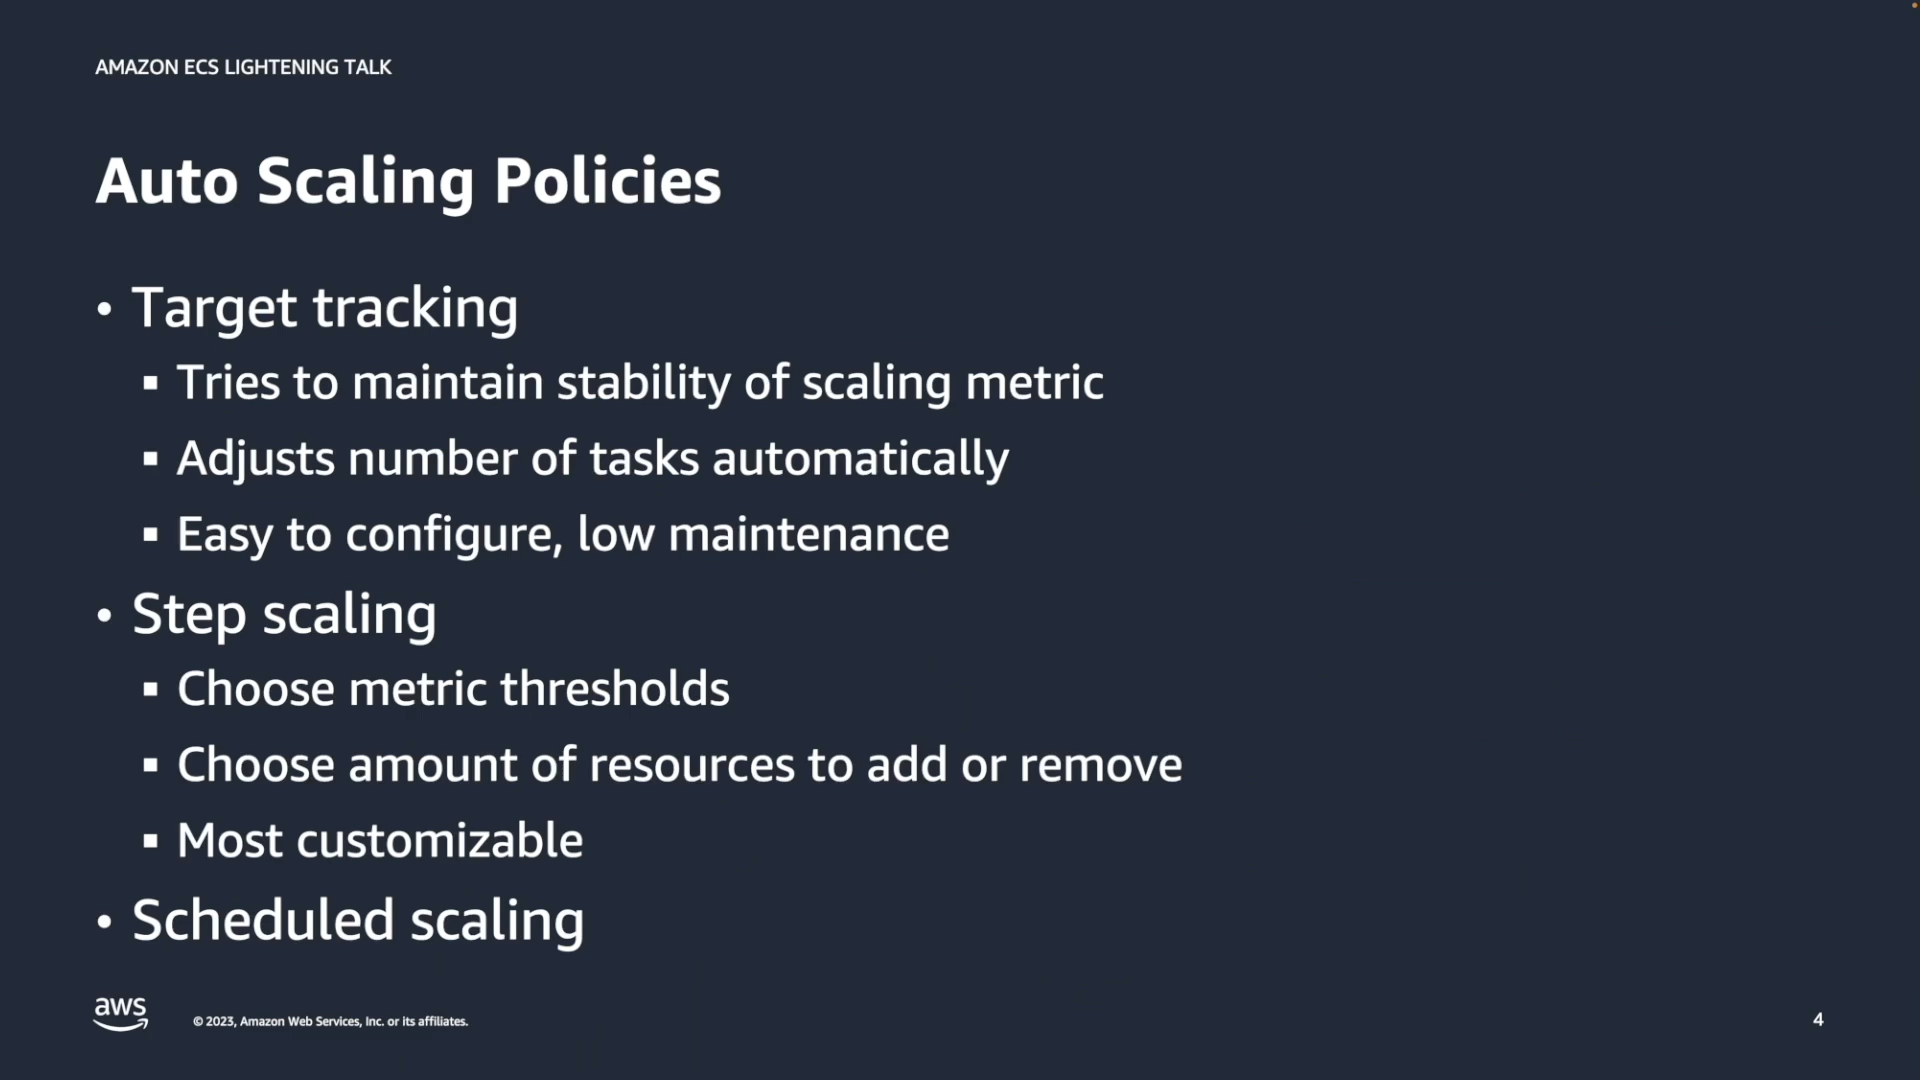 AMAZON ECS LIGHTENING TALK
Auto Scaling Policies
• Target tracking
▪ Tries to maintain stability of scaling metric
▪ Adjusts number of tasks automatically
▪ Easy to configure, low maintenance
• Step scaling
▪ Choose metric thresholds
▪ Choose amount of resources to add or remove
▪ Most customizable
• Scheduled scaling
aws
© 2023, Amazon Web Services, Inc. or its affiliates.
4